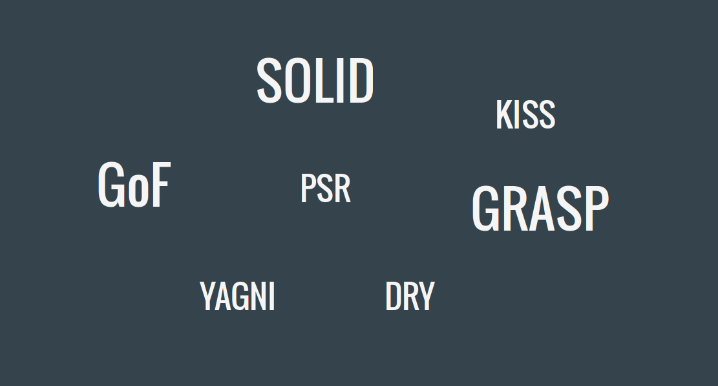 SOLID
KISS
GoF
PSR
GRASP
YAGNI
DRY